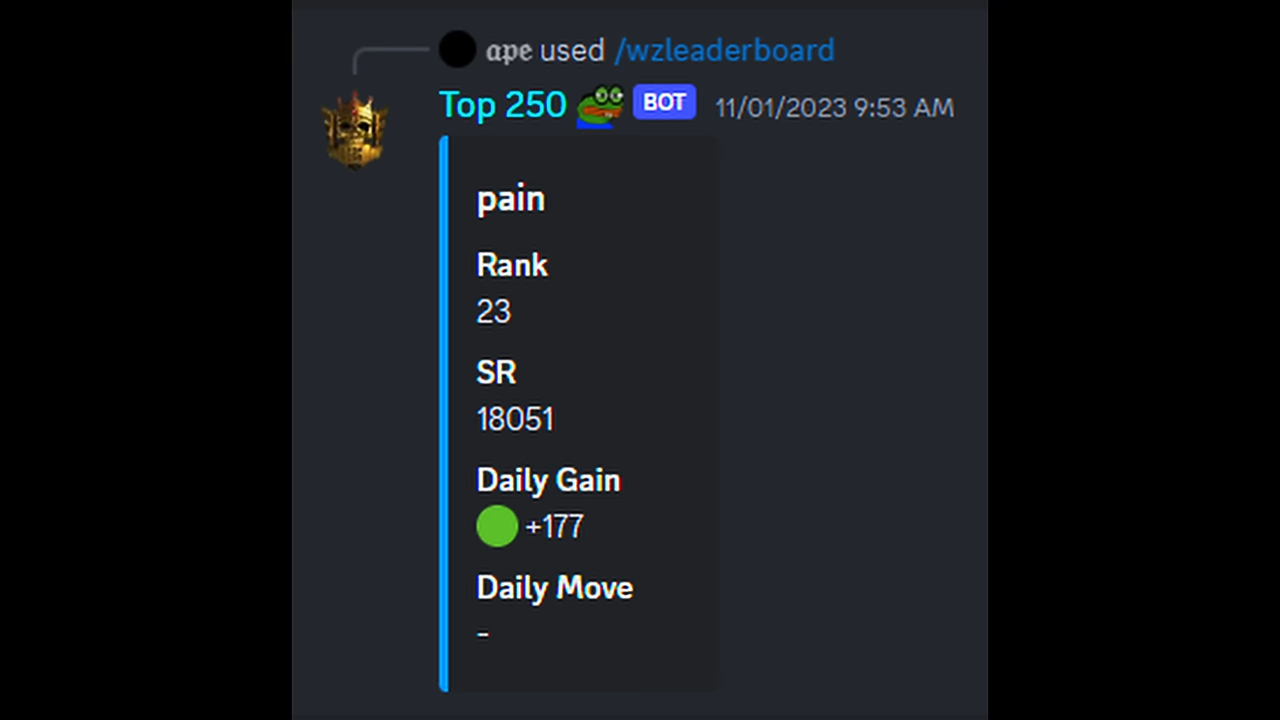 𝖆𝖕𝖊 used /wzleaderboard
Top 250 BOT 11/01/2023 9:53 AM
pain
Rank
23
SR
18051
Daily Gain
+177
Daily Move
-